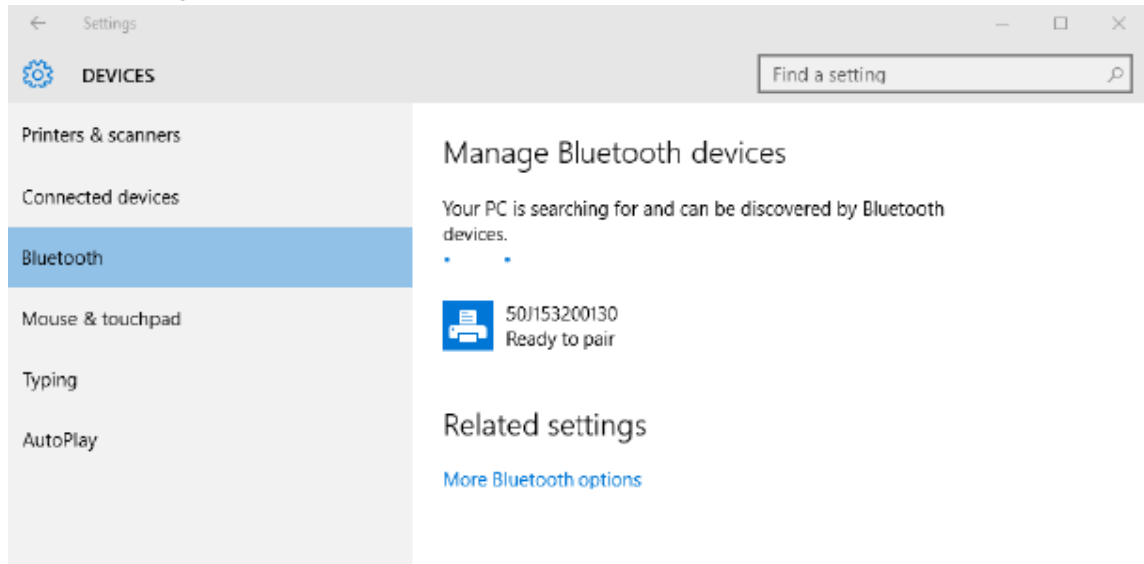 Settings
DEVICES
Find a setting
Printers & scanners
Connected devices
Bluetooth
Mouse & touchpad
Typing
AutoPlay
Manage Bluetooth devices
Your PC is searching for and can be discovered by Bluetooth
devices.
50J153200130
Ready to pair
Related settings
More Bluetooth options